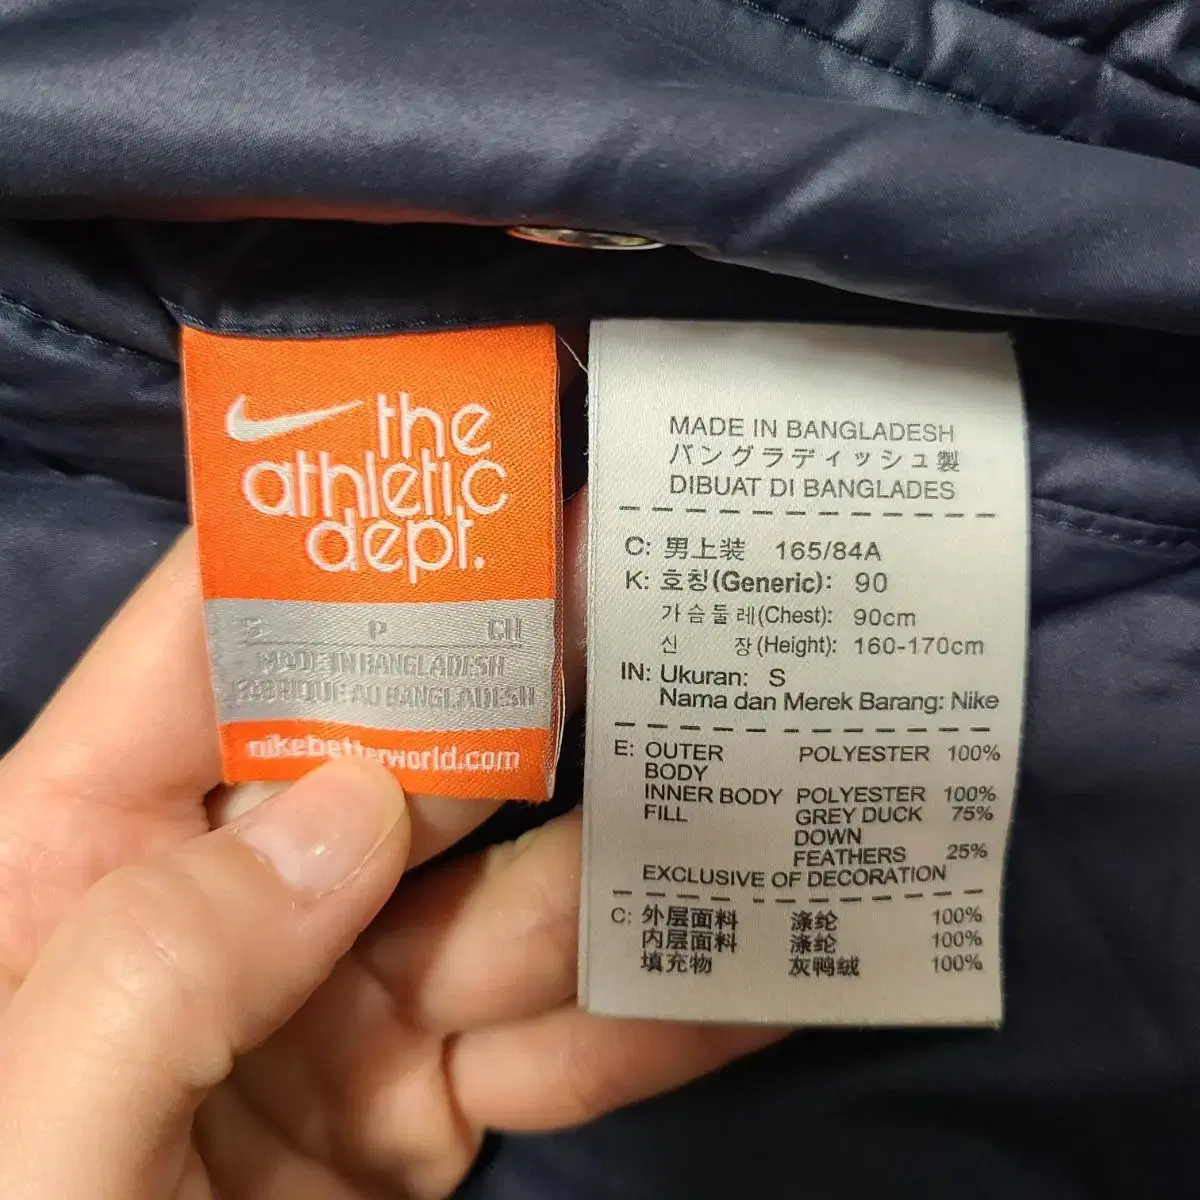 the
athletic
dept.
S P CH
MADE IN BANGLADESH
FABRIQUE AU BANGLADESH
nikebetterworld.com
MADE IN BANGLADESH
バングラディッシュ製
DIBUAT DI BANGLADES
C: 男上装 165/84A
K: 호칭(Generic): 90
가슴둘레(Chest): 90cm
신 장(Height): 160-170cm
IN: Ukuran: S
Nama dan Merek Barang: Nike
E: OUTER POLYESTER 100%
BODY
INNER BODY POLYESTER 100%
FILL GREY DUCK 75%
DOWN
FEATHERS 25%
EXCLUSIVE OF DECORATION
C: 外层面料 涤纶 100%
内层面料 涤纶 100%
填充物 灰鸭绒 100%